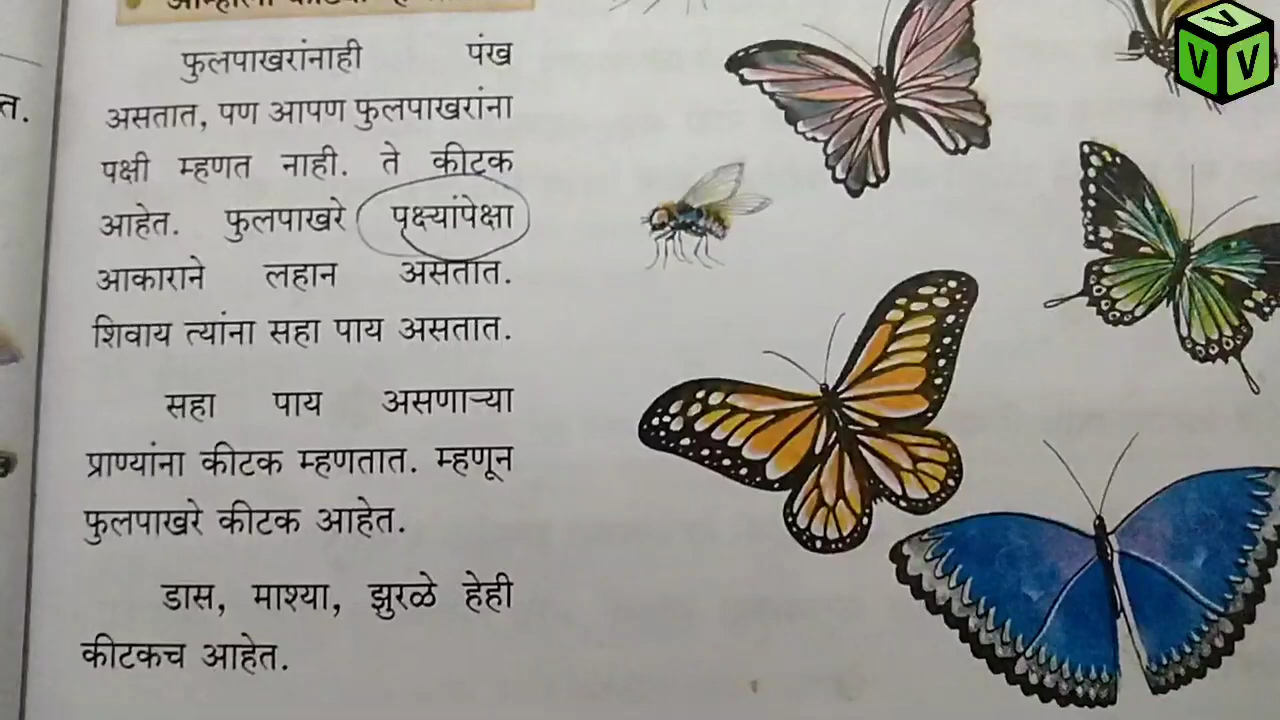 फुलपाखरांनाही पंख
असतात, पण आपण फुलपाखरांना
पक्षी म्हणत नाही. ते कीटक
आहेत. फुलपाखरे पक्ष्यांपेक्षा
आकाराने लहान असतात.
शिवाय त्यांना सहा पाय असतात.
सहा पाय असणाऱ्या
प्राण्यांना कीटक म्हणतात. म्हणून
फुलपाखरे कीटक आहेत.
डास, माश्या, झुरळे हेही
कीटकच आहेत.
त.
V V V